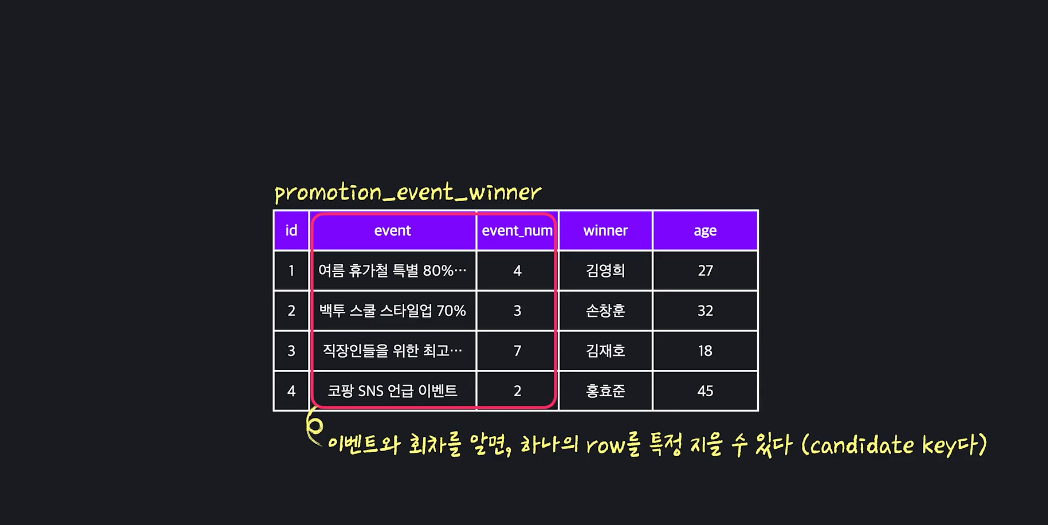 promotion_event_winner
id event event_num winner age
1 여름 휴가철 특별 80%… 4 김영희 27
2 백투 스쿨 스타일업 70% 3 손창훈 32
3 직장인들을 위한 최고… 7 김재호 18
4 코팡 SNS 언급 이벤트 2 홍효준 45
이벤트와 회차를 알면, 하나의 row를 특정 지을 수 있다 (candidate key다)